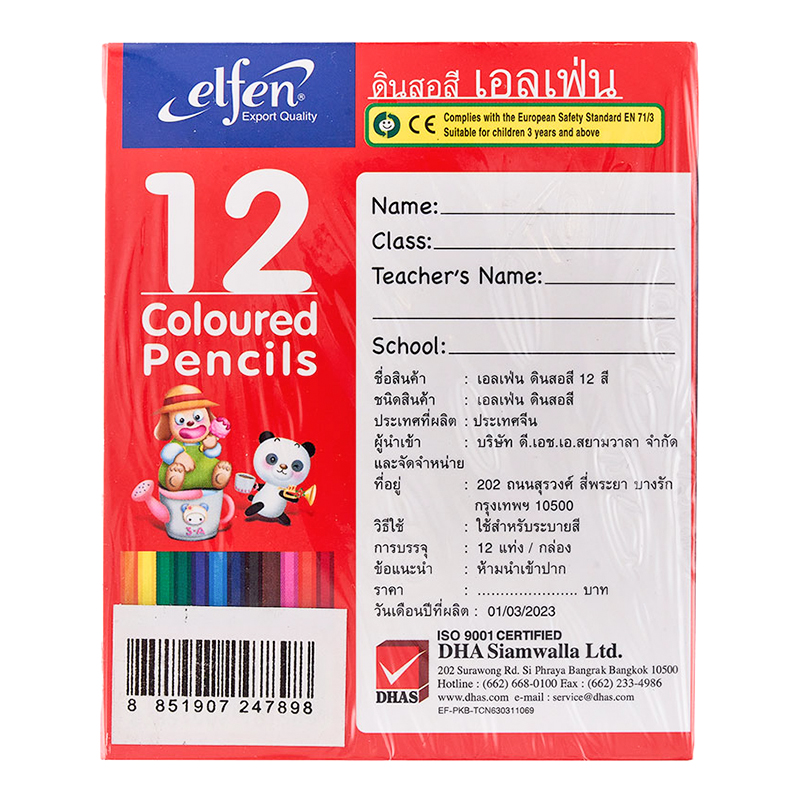 elfen®
Export Quality
ดินสอสี เอลเฟ่น
CE Complies with the European Safety Standard EN 71/3
Suitable for children 3 years and above
12
Coloured
Pencils
Name:
Class:
Teacher's Name:
School:
ชื่อสินค้า : เอลเฟ่น ดินสอสี 12 สี
ชนิดสินค้า : เอลเฟ่น ดินสอสี
ประเทศที่ผลิต : ประเทศจีน
ผู้นำเข้า : บริษัท ดี.เอช.เอ.สยามวาลา จำกัด
และจัดจำหน่าย
ที่อยู่ : 202 ถนนสุรวงศ์ สี่พระยา บางรัก
กรุงเทพฯ 10500
วิธีใช้ : ใช้สำหรับระบายสี
การบรรจุ : 12 แท่ง / กล่อง
ข้อแนะนำ : ห้ามนำเข้าปาก
ราคา : ...................... บาท
วันเดือนปีที่ผลิต : 01/03/2023
S-A
8 851907 247898
DHAS
ISO 9001 CERTIFIED
DHA Siamwalla Ltd.
202 Surawong Rd. Si Phraya Bangrak Bangkok 10500
Hotline : (662) 668-0100 Fax : (662) 233-4986
www.dhas.com e-mail : service@dhas.com
EF-PKB-TCN630311069